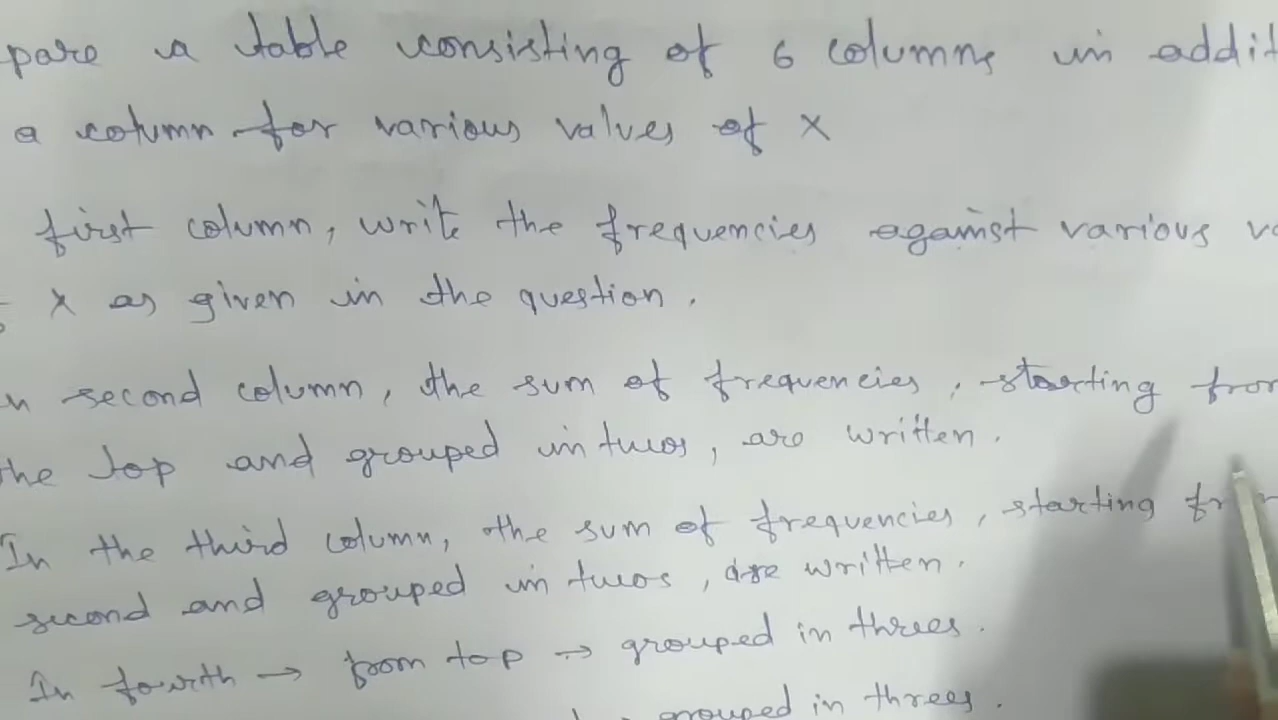 pare a table consisting of 6 columns in addit
a column for various values of x
first column, write the frequencies against various va
x as given in the question.
n second column, the sum of frequencies, starting from
the top and grouped in twos, are written.
In the third column, the sum of frequencies, starting fr
second and grouped in twos, are written.
In fourth → from top → grouped in threes.
grouped in threes.